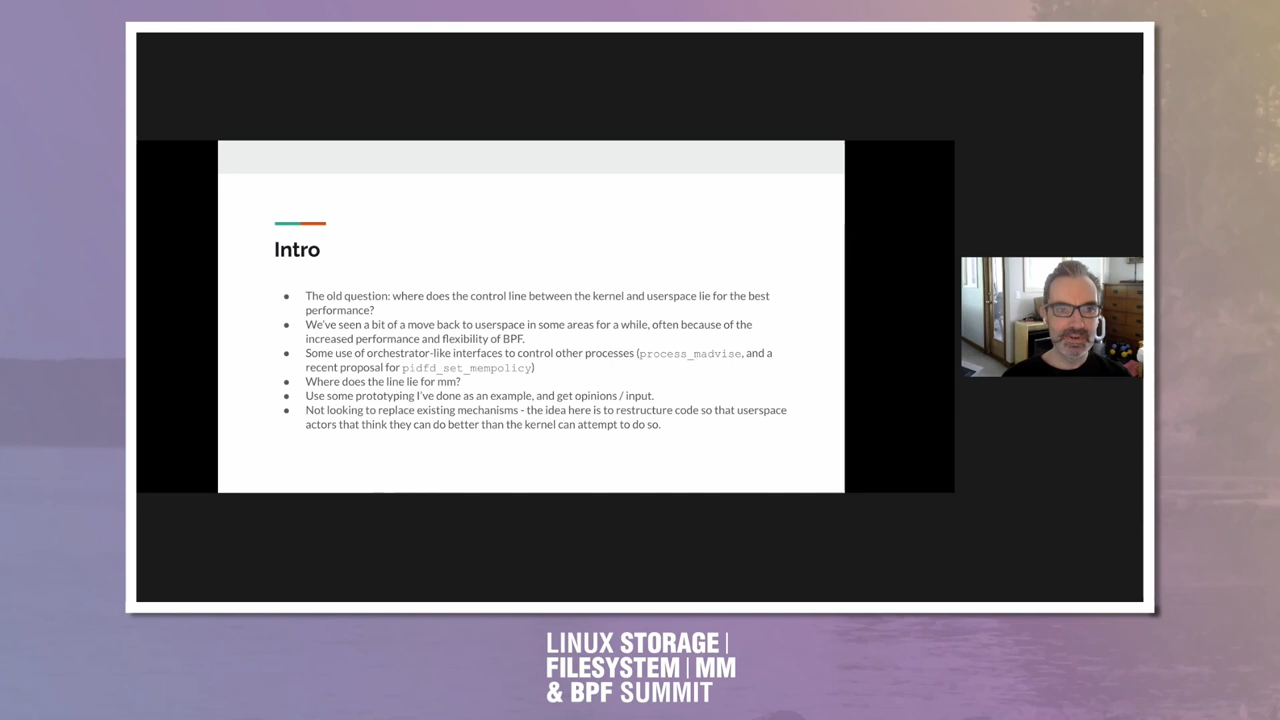 Intro
● The old question: where does the control line between the kernel and userspace lie for the best
performance?
● We've seen a bit of a move back to userspace in some areas for a while, often because of the
increased performance and flexibility of BPF.
● Some use of orchestrator-like interfaces to control other processes (process_madvise, and a
recent proposal for pidfd_set_mempolicy)
● Where does the line lie for mm?
● Use some prototyping I've done as an example, and get opinions / input.
● Not looking to replace existing mechanisms - the idea here is to restructure code so that userspace
actors that think they can do better than the kernel can attempt to do so.
LINUX STORAGE |
FILESYSTEM | MM
& BPF SUMMIT